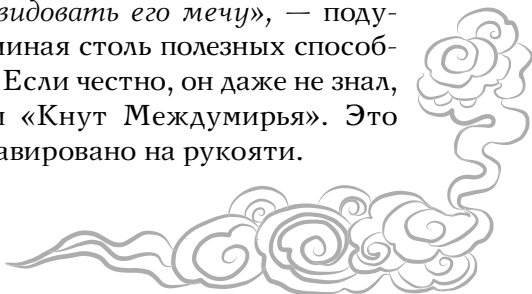 видовать его мечу», — поду-
миная столь полезных способ-
Если честно, он даже не знал,
«Кнут Междумирья». Это
авировано на рукояти.